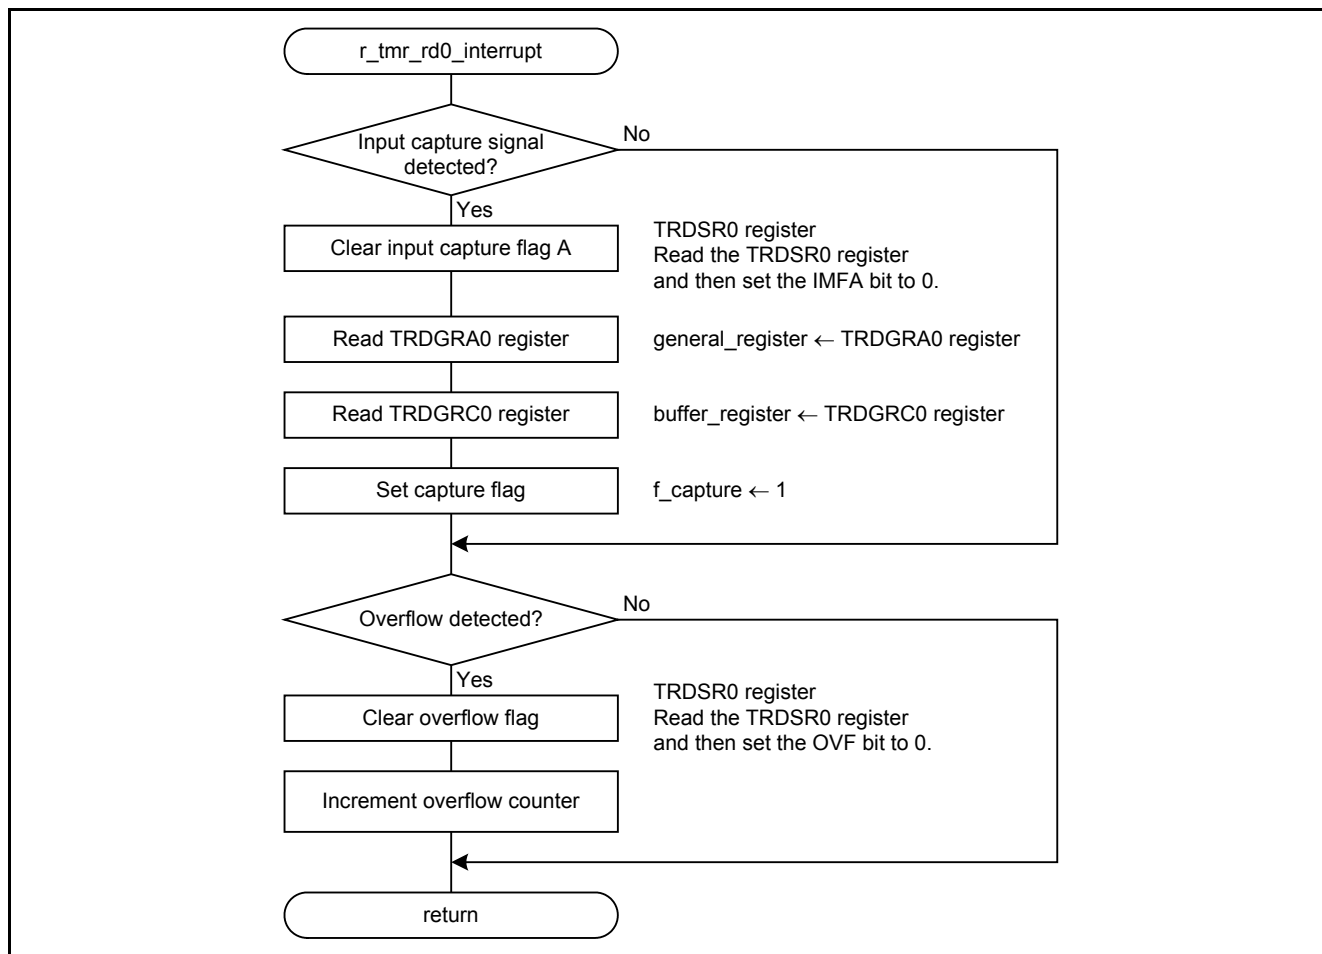 r_tmr_rd0_interrupt
Input capture signal
detected?
No
Yes
Clear input capture flag A
TRDSR0 register
Read the TRDSR0 register
and then set the IMFA bit to 0.
Read TRDGRA0 register
general_register ← TRDGRA0 register
Read TRDGRC0 register
buffer_register ← TRDGRC0 register
Set capture flag
f_capture ← 1
Overflow detected?
No
Yes
Clear overflow flag
TRDSR0 register
Read the TRDSR0 register
and then set the OVF bit to 0.
Increment overflow counter
return